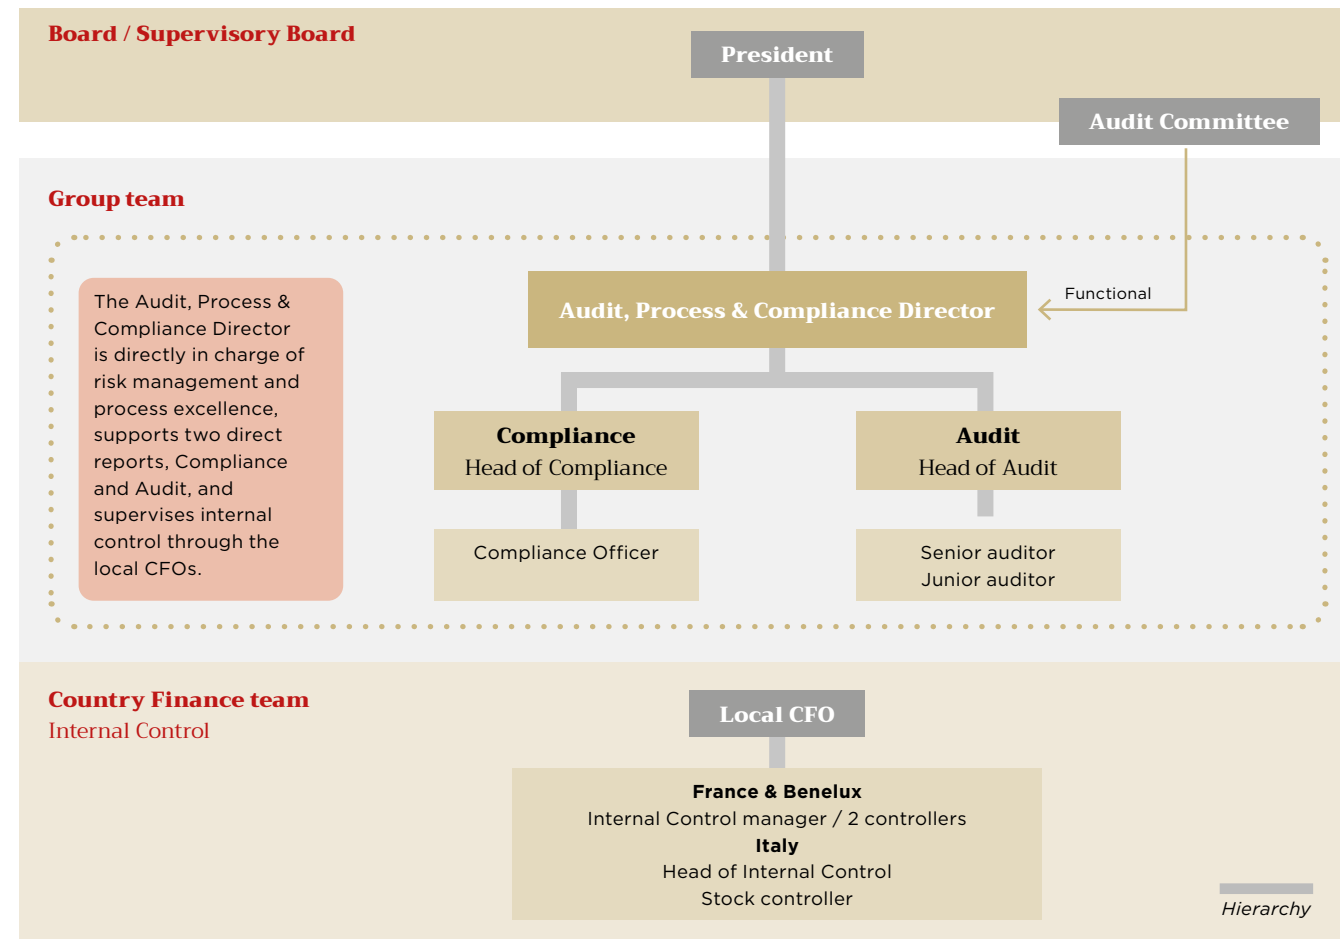 Board / Supervisory Board
President
Audit Committee
Group team
The Audit, Process &
Compliance Director
is directly in charge of
risk management and
process excellence,
supports two direct
reports, Compliance
and Audit, and
supervises internal
control through the
local CFOs.
Audit, Process & Compliance Director
Functional
Compliance
Head of Compliance
Audit
Head of Audit
Compliance Officer
Senior auditor
Junior auditor
Country Finance team
Internal Control
Local CFO
France & Benelux
Internal Control manager / 2 controllers
Italy
Head of Internal Control
Stock controller
Hierarchy